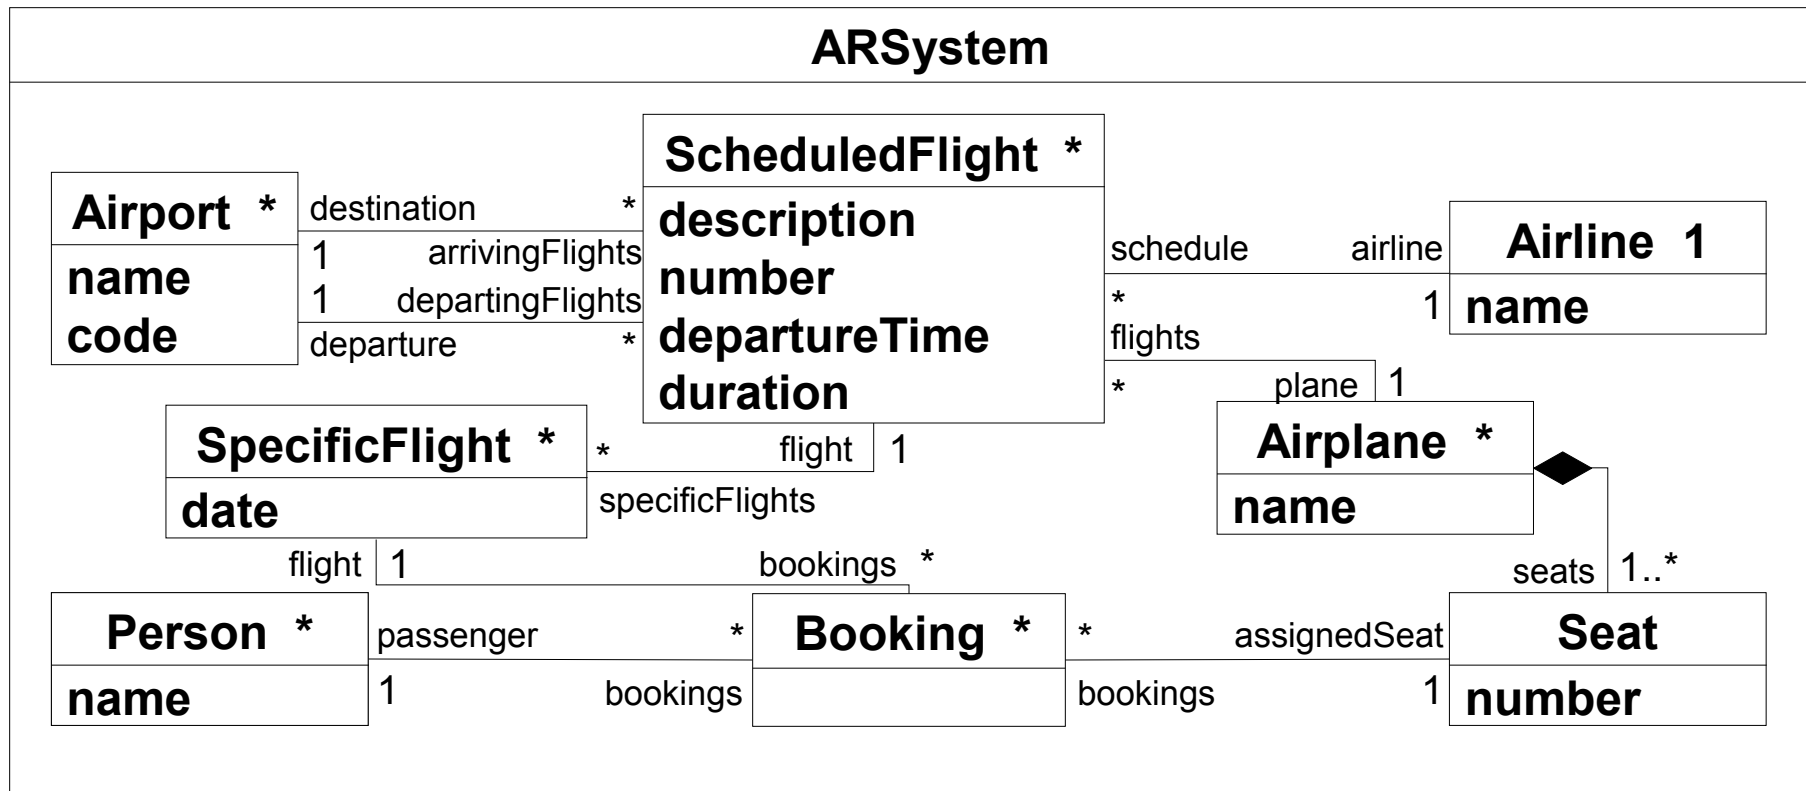 ARSystem
ScheduledFlight *
description
number
departureTime
duration
Airport *
name
code
destination *
1 arrivingFlights
1 departingFlights
departure *
schedule airline
* 1
Airline 1
name
flights
*
plane 1
Airplane *
name
SpecificFlight *
date
* flight 1
specificFlights
flight 1
bookings *
seats 1..*
Person *
name
passenger *
1 bookings
Booking *
* assignedSeat
bookings 1
Seat
number